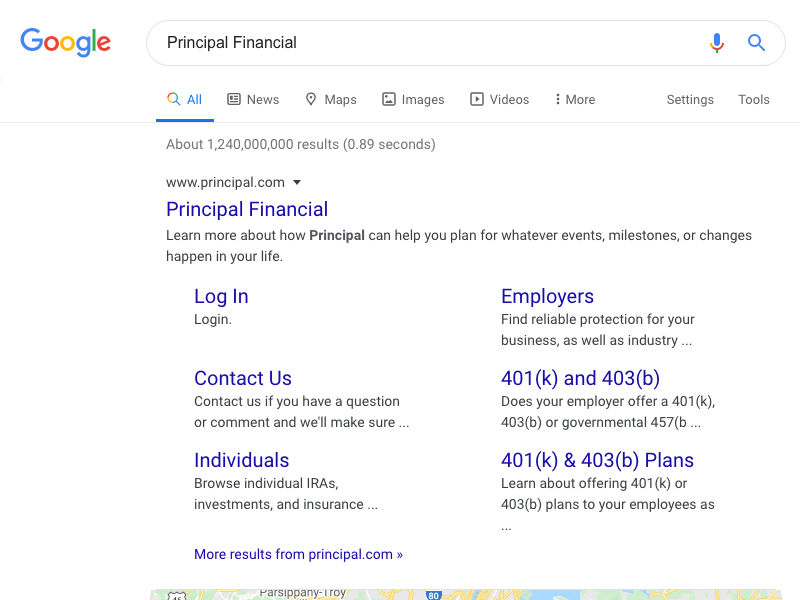 Google
Principal Financial
All News Maps Images Videos More Settings Tools
About 1,240,000,000 results (0.89 seconds)
www.principal.com
Principal Financial
Learn more about how Principal can help you plan for whatever events, milestones, or changes
happen in your life.
Log In
Login.
Employers
Find reliable protection for your
business, as well as industry ...
Contact Us
Contact us if you have a question
or comment and we'll make sure ...
401(k) and 403(b)
Does your employer offer a 401(k),
403(b) or governmental 457(b ...
Individuals
Browse individual IRAs,
investments, and insurance ...
401(k) & 403(b) Plans
Learn about offering 401(k) or
403(b) plans to your employees as
...
More results from principal.com »
Parsippany-Troy
80